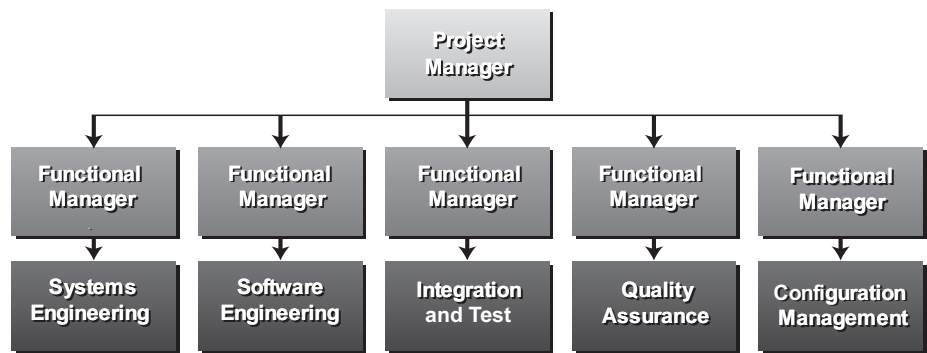 Project
Manager
Functional
Manager
Functional
Manager
Functional
Manager
Functional
Manager
Functional
Manager
Systems
Engineering
Software
Engineering
Integration
and Test
Quality
Assurance
Configuration
Management